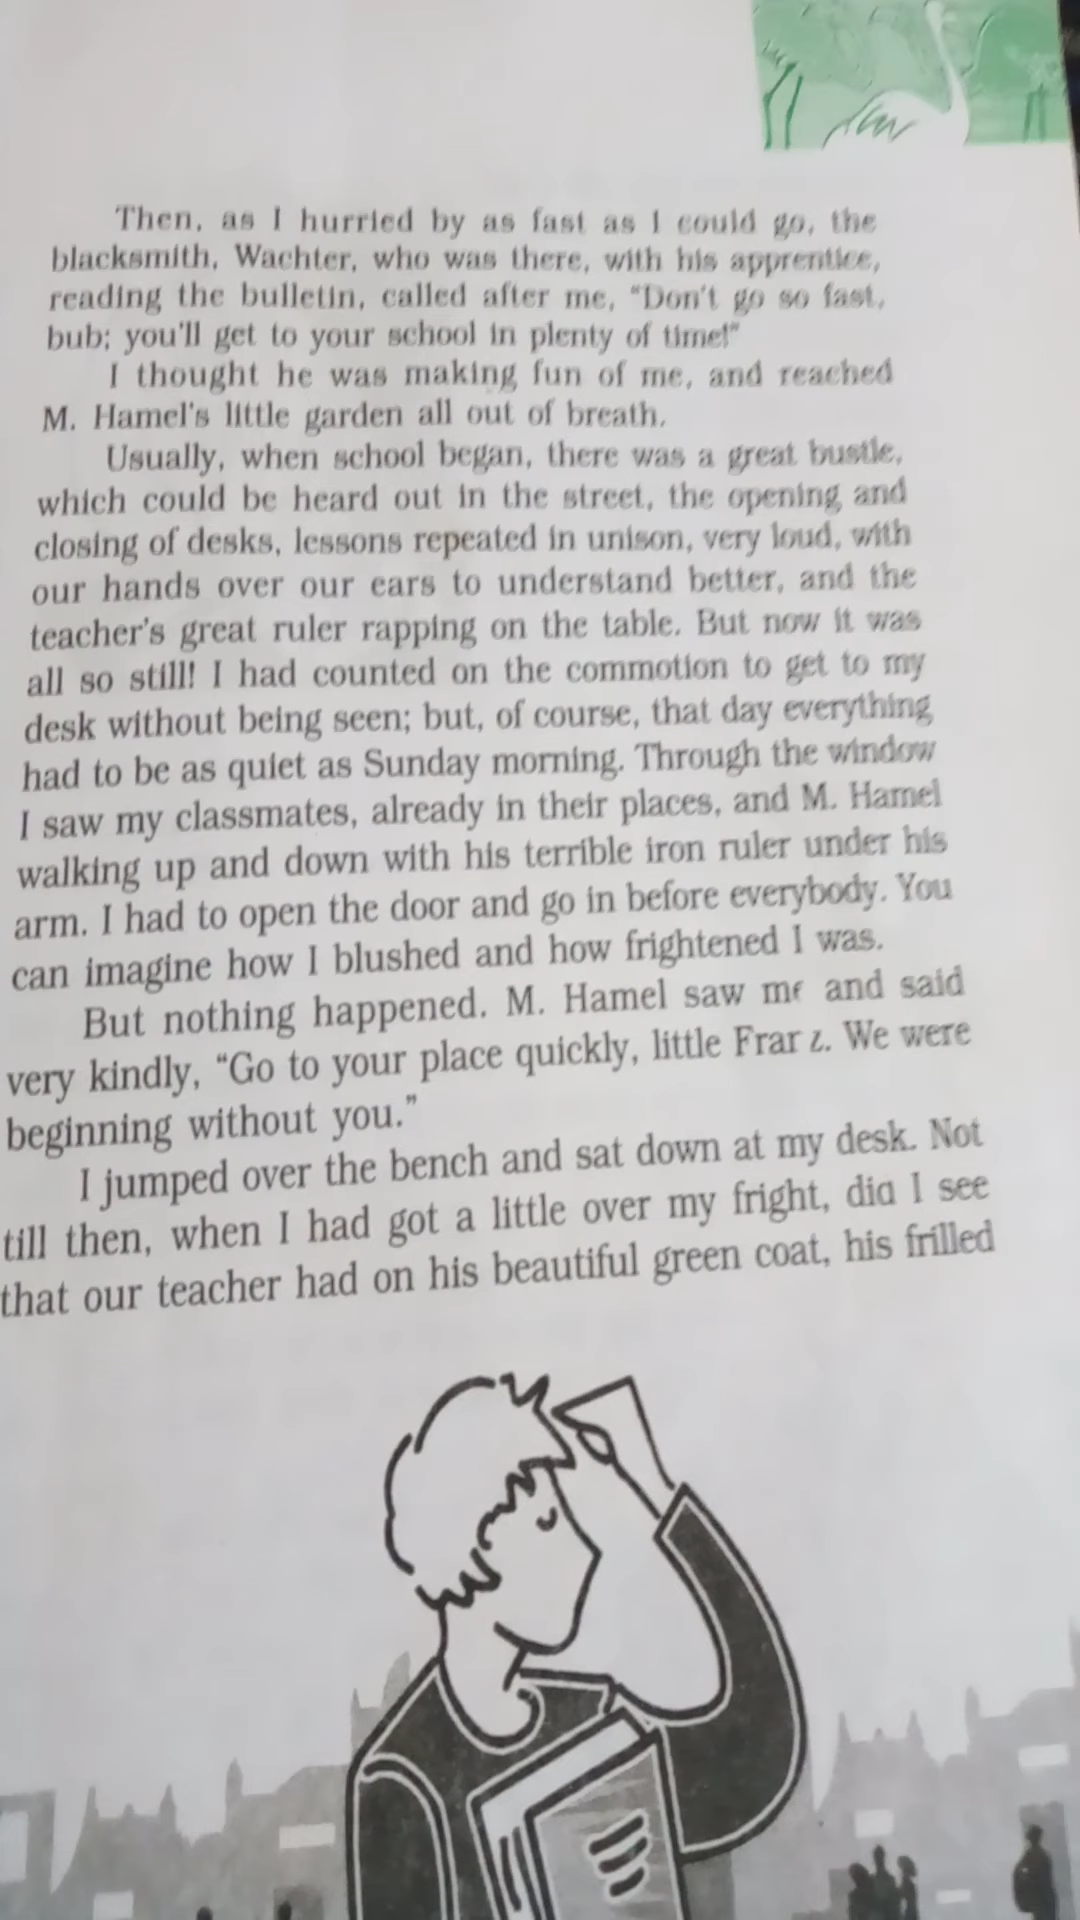 Then, as I hurried by as fast as I could go, the
blacksmith, Wachter, who was there, with his apprentice,
reading the bulletin, called after me, “Don't go so fast,
bub; you'll get to your school in plenty of time!”
I thought he was making fun of me, and reached
M. Hamel's little garden all out of breath.
Usually, when school began, there was a great bustle,
which could be heard out in the street, the opening and
closing of desks, lessons repeated in unison, very loud, with
our hands over our ears to understand better, and the
teacher's great ruler rapping on the table. But now it was
all so still! I had counted on the commotion to get to my
desk without being seen; but, of course, that day everything
had to be as quiet as Sunday morning. Through the window
I saw my classmates, already in their places, and M. Hamel
walking up and down with his terrible iron ruler under his
arm. I had to open the door and go in before everybody. You
can imagine how I blushed and how frightened I was.
But nothing happened. M. Hamel saw me and said
very kindly, “Go to your place quickly, little Franz. We were
beginning without you.”
I jumped over the bench and sat down at my desk. Not
till then, when I had got a little over my fright, did I see
that our teacher had on his beautiful green coat, his frilled